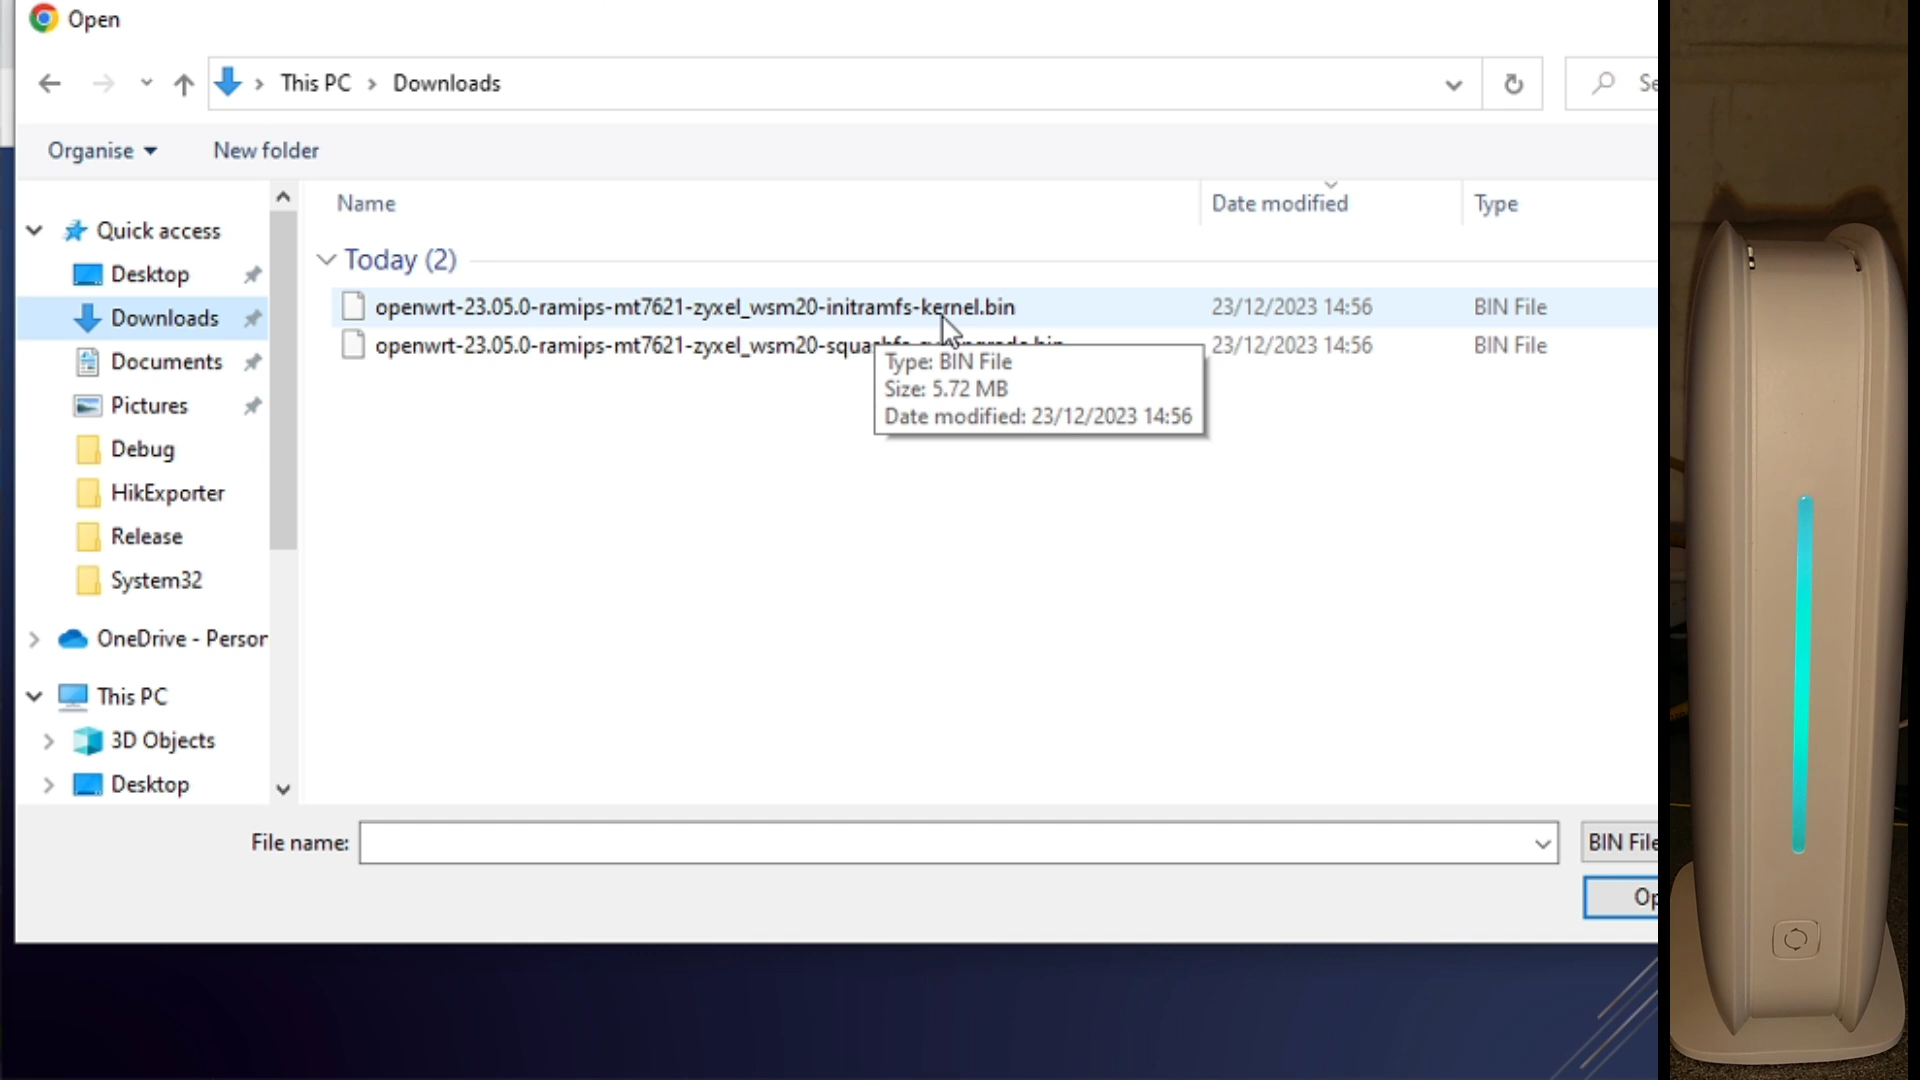 Open
This PC
Downloads
Organise
New folder
Name
Date modified
Type
Quick access
Desktop
Downloads
Documents
Pictures
Debug
HikExporter
Release
System32
OneDrive - Person
This PC
3D Objects
Desktop
Today (2)
openwrt-23.05.0-ramips-mt7621-zyxel_wsm20-initramfs-kernel.bin 23/12/2023 14:56 BIN File
openwrt-23.05.0-ramips-mt7621-zyxel_wsm20- 23/12/2023 14:56 BIN File
Type: BIN File
Size: 5.72 MB
Date modified: 23/12/2023 14:56
File name:
BIN File